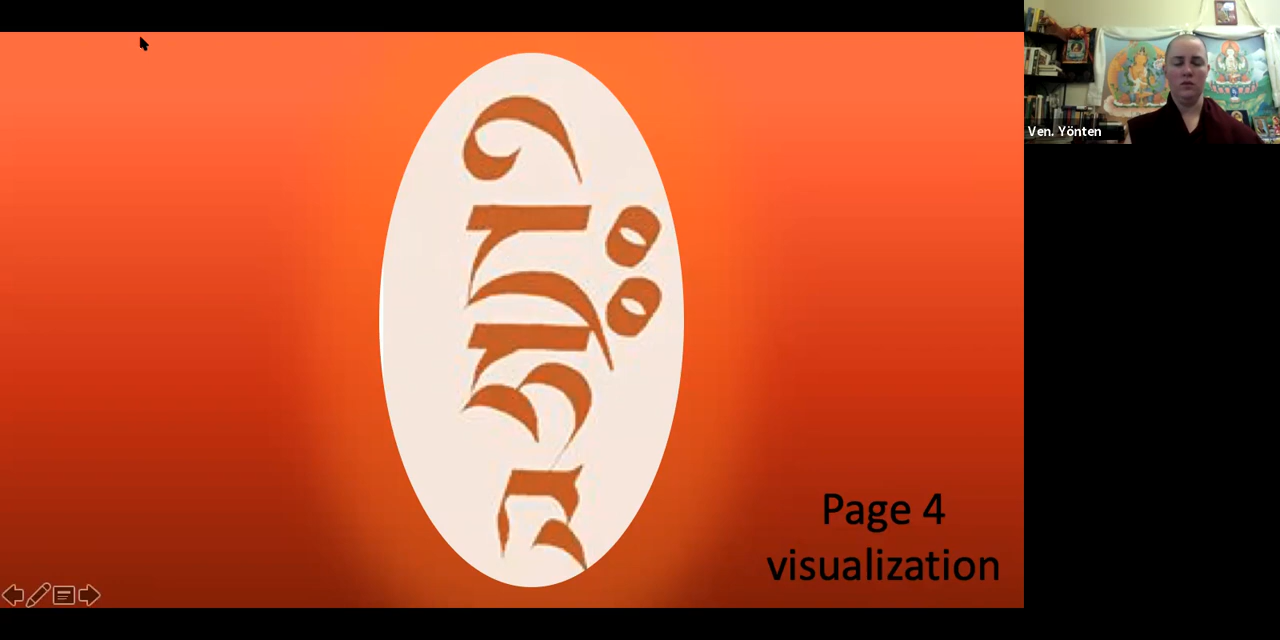 དྷཱིཿ
Page 4
visualization
Ven. Yönten